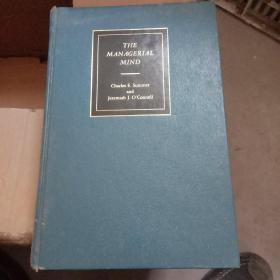 THE
MANAGERIAL
MIND
Charles E. Summer
and
Jeremiah J. O'Connell